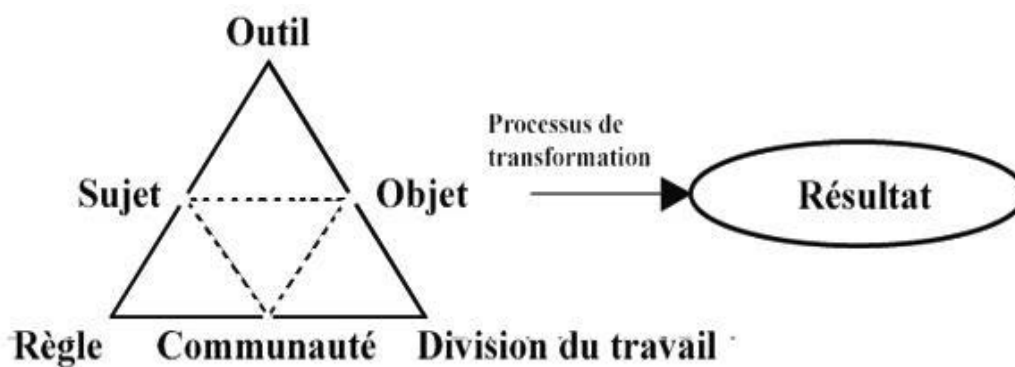 Outil
Processus de
transformation
Sujet
Objet
Résultat
Règle
Communauté
Division du travail